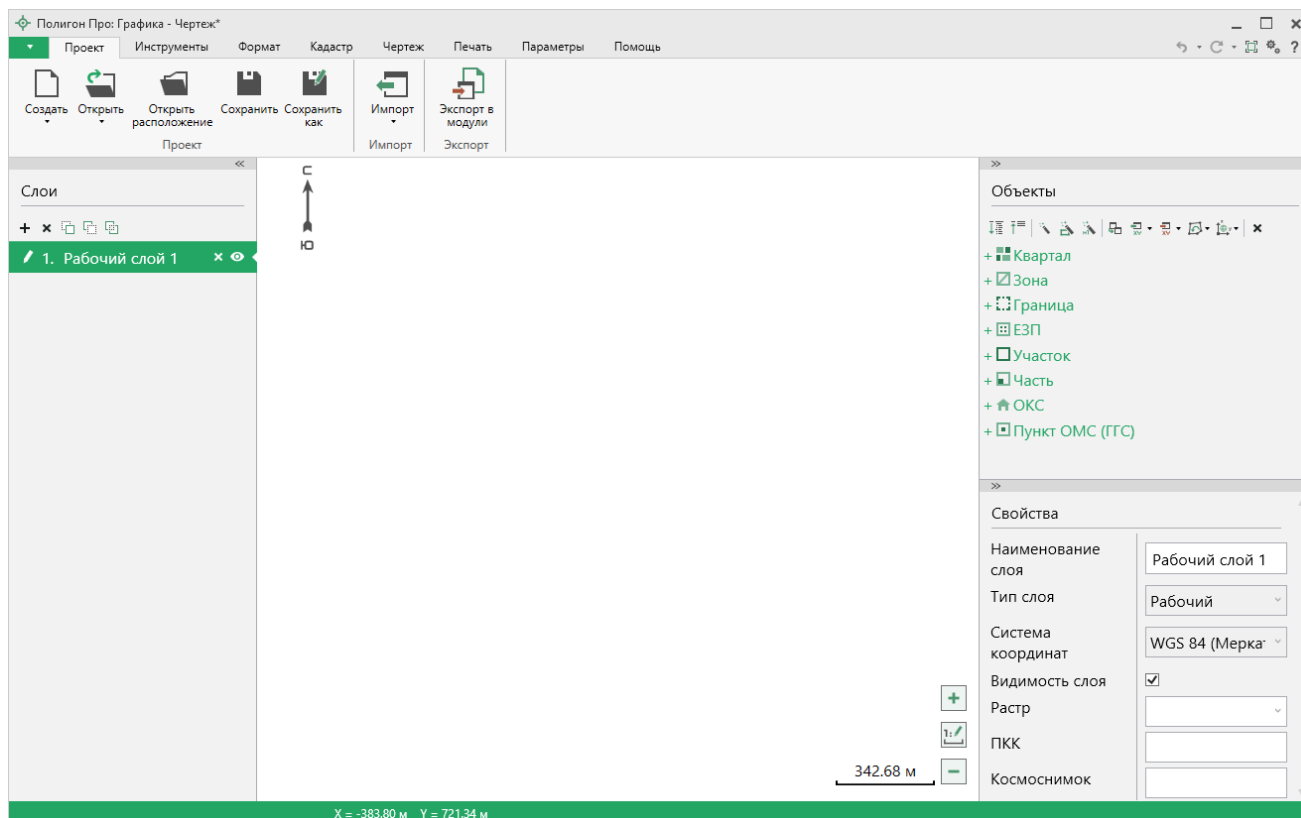 Полигон Про: Графика - Чертеж*
Проект Инструменты Формат Кадастр Чертеж Печать Параметры Помощь
Создать Открыть Открыть расположение Сохранить Сохранить как Импорт Экспорт в модули
Проект Импорт Экспорт
Слои
1. Рабочий слой 1
С
Ю
342.68 м
Объекты
Квартал
Зона
Граница
ЕЗП
Участок
Часть
ОКС
Пункт ОМС (ГГС)
Свойства
Наименование слоя Рабочий слой 1
Тип слоя Рабочий
Система координат WGS 84 (Мерка
Видимость слоя
Растр
ПКК
Космоснимок
X = -383.80 м Y = 721.34 м